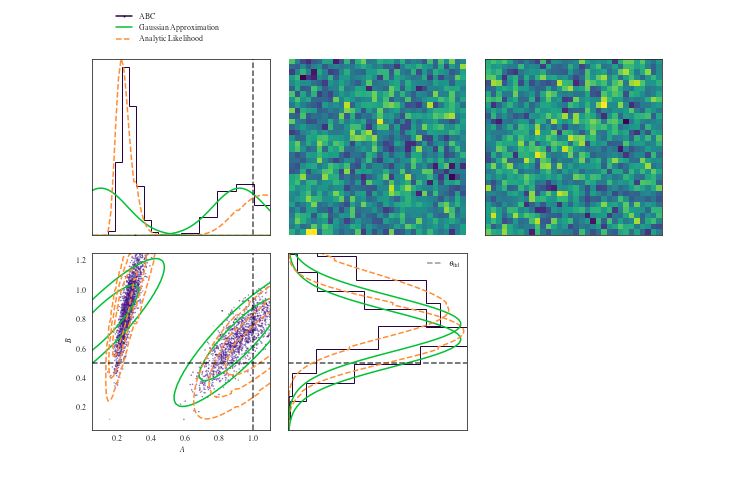 ABC
Gaussian Approximation
Analytic Likelihood
1.2
1.0
0.8
0.6
0.4
0.2
B
0.2 0.4 0.6 0.8 1.0
A
θ_fid